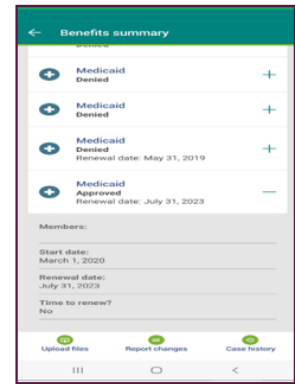 ← Benefits summary
Denied
Medicaid
Denied
Medicaid
Denied
Medicaid
Denied
Renewal date: May 31, 2019
Medicaid
Approved
Renewal date: July 31, 2023
Members:
Start date:
March 1, 2020
Renewal date:
July 31, 2023
Time to renew?
No
Upload files Report changes Case history